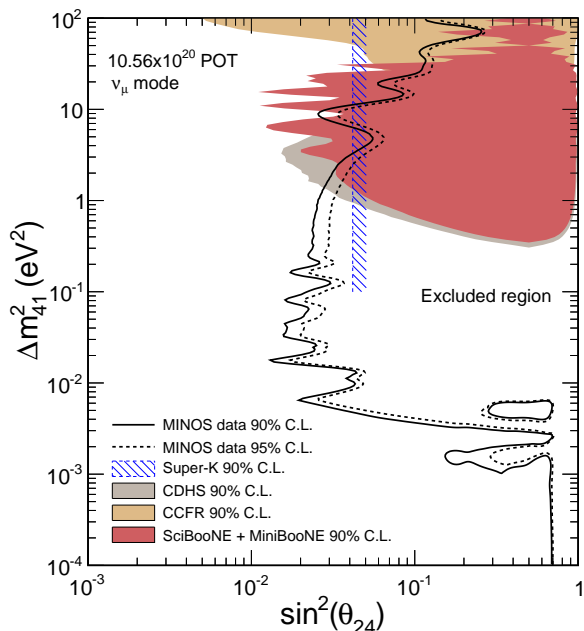 10²
10.56x10²⁰ POT
ν_μ mode
10
1
Δm²₄₁ (eV²)
10⁻¹
Excluded region
10⁻²
MINOS data 90% C.L.
MINOS data 95% C.L.
Super-K 90% C.L.
10⁻³
CDHS 90% C.L.
CCFR 90% C.L.
SciBooNE + MiniBooNE 90% C.L.
10⁻⁴
10⁻³ 10⁻² 10⁻¹ 1
sin²(θ₂₄)